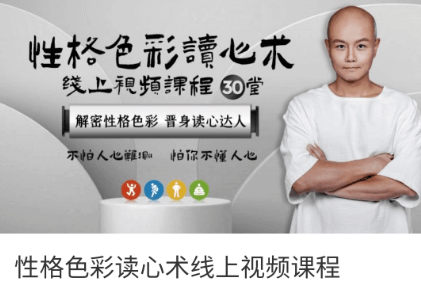 性格色彩讀心术
线上視頻課程30堂
解密性格色彩 晋身读心达人
不怕人心難测 怕你不懂人心
性格色彩读心术线上视频课程